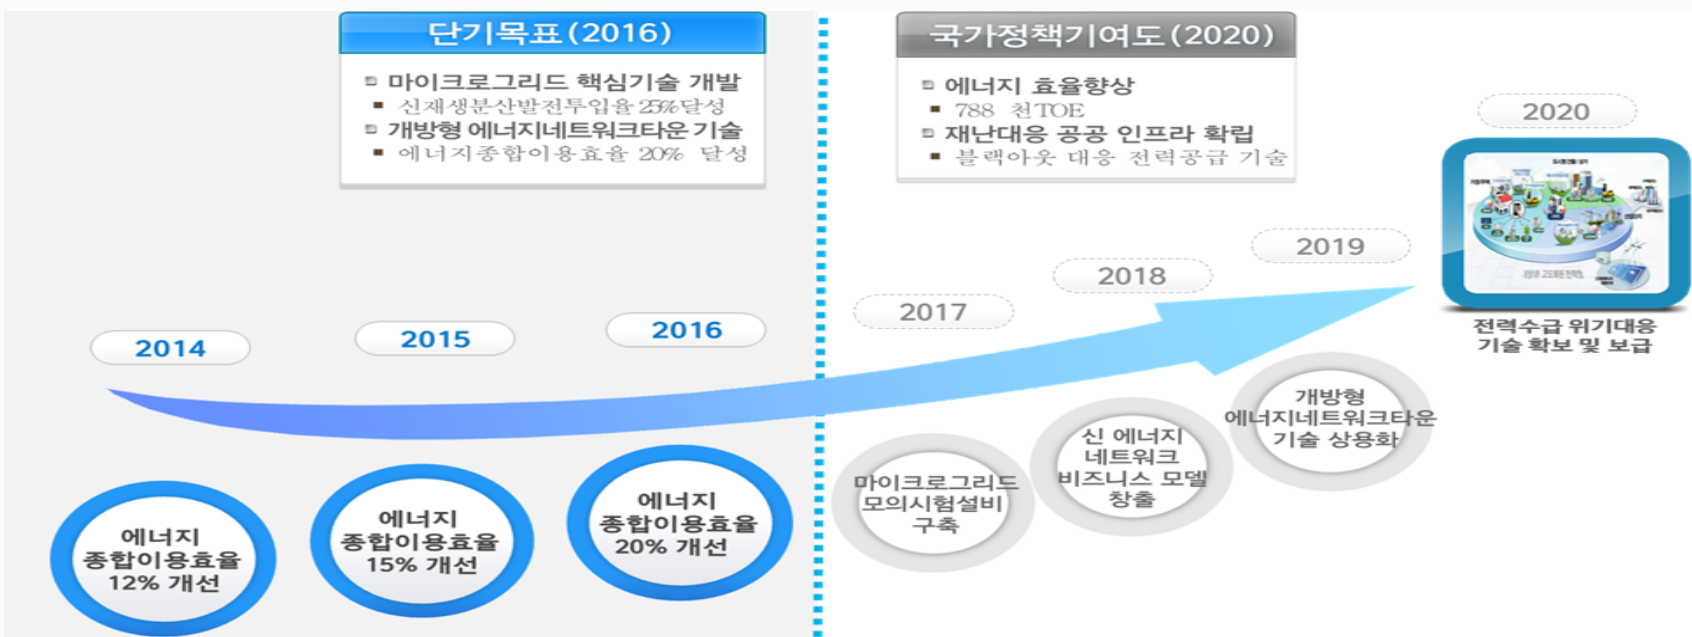 단기목표(2016)
마이크로그리드 핵심기술 개발
신재생분산발전투입율 25%달성
개방형 에너지네트워크타운 기술
에너지종합이용효율 20% 달성
국가정책기여도(2020)
에너지 효율향상
788 천TOE
재난대응 공공 인프라 확립
블랙아웃 대응 전력공급 기술
2014
2015
2016
2017
2018
2019
2020
에너지
종합이용효율
12% 개선
에너지
종합이용효율
15% 개선
에너지
종합이용효율
20% 개선
마이크로그리드
모의시험설비
구축
신 에너지
네트워크
비즈니스 모델
창출
개방형
에너지네트워크타운
기술 상용화
전력수급 위기대응
기술 확보 및 보급